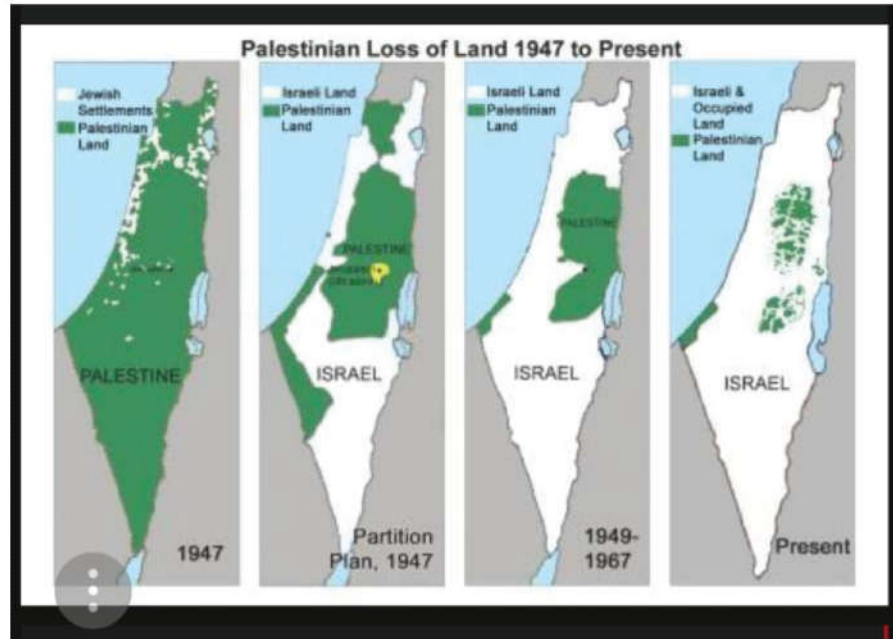 Palestinian Loss of Land 1947 to Present
Jewish
Settlements
Palestinian
Land
PALESTINE
1947
Israeli Land
Palestinian
Land
PALESTINE
ISRAEL
Partition
Plan, 1947
Israeli Land
Palestinian
Land
PALESTINE
ISRAEL
1949-
1967
Israeli &
Occupied
Land
Palestinian
Land
ISRAEL
Present